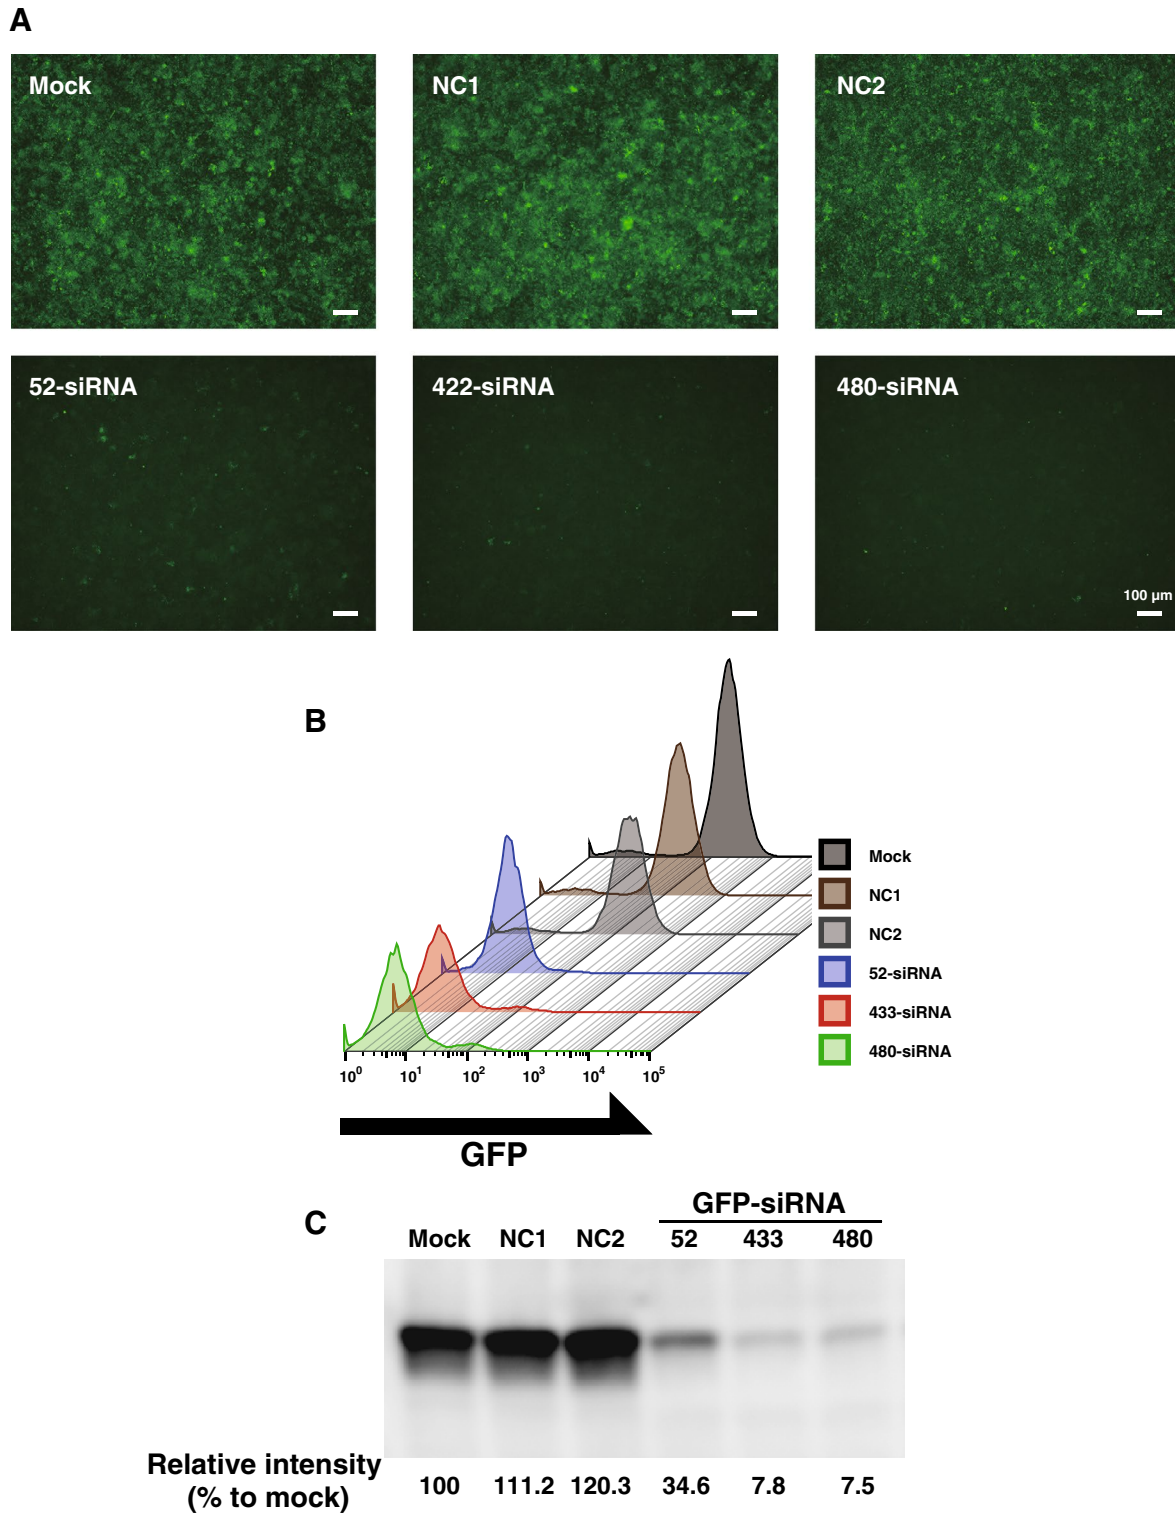 A
Mock
NC1
NC2
52-siRNA
422-siRNA
480-siRNA
100 µm
B
Mock
NC1
NC2
52-siRNA
433-siRNA
480-siRNA
10⁰ 10¹ 10² 10³ 10⁴ 10⁵
GFP
C
GFP-siRNA
Mock NC1 NC2 52 433 480
Relative intensity
(% to mock)
100 111.2 120.3 34.6 7.8 7.5